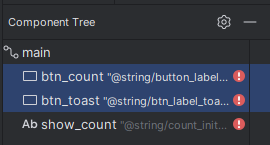 Component Tree
main
btn_count "@string/button_label...
btn_toast "@string/btn_label_toa...
Ab show_count "@string/count_init...